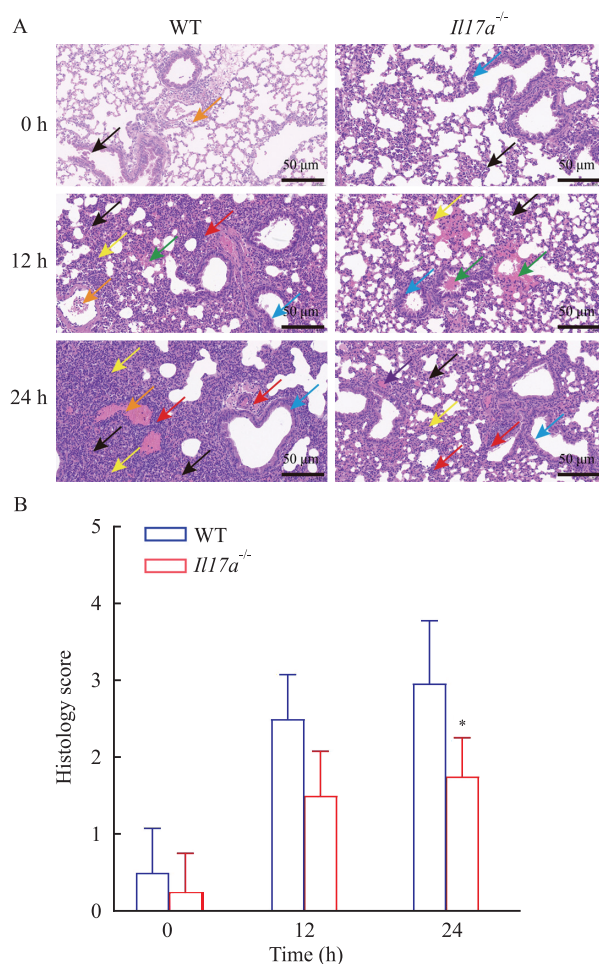 A
WT
Il17a-/-
0 h
50 μm
50 μm
12 h
50 μm
50 μm
24 h
50 μm
50 μm
B
5
WT
Il17a-/-
4
3
2
1
0
Histology score
*
0
12
24
Time (h)